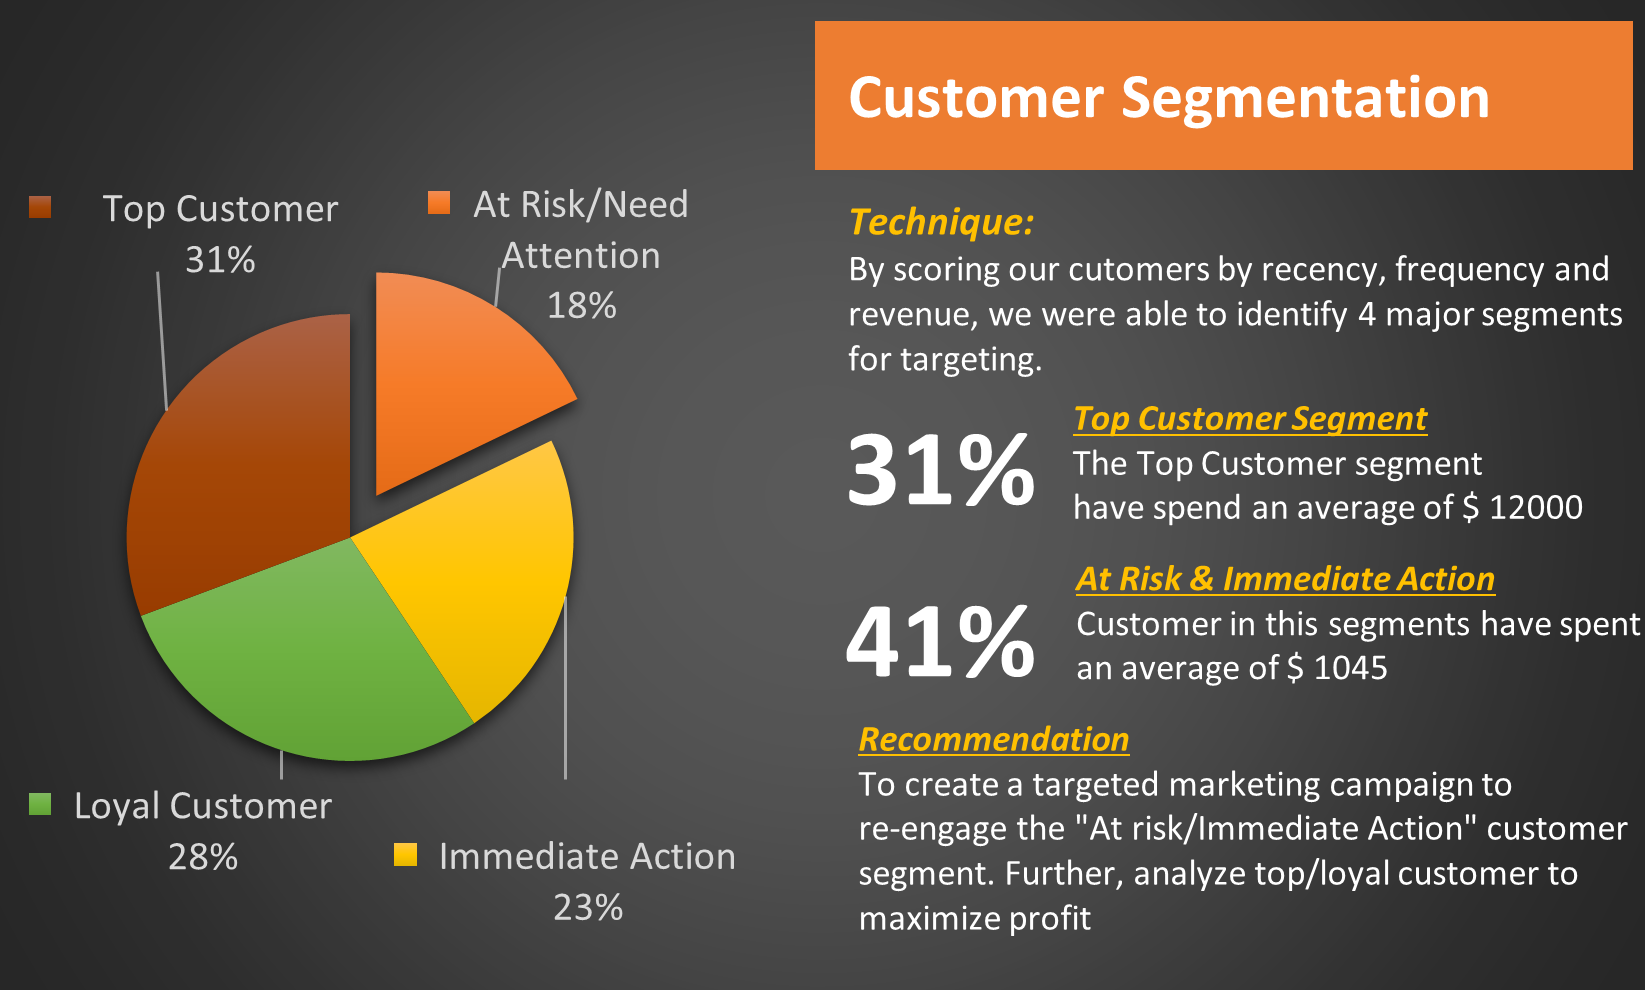 Customer Segmentation
Top Customer
31%
At Risk/Need
Attention
18%
Loyal Customer
28%
Immediate Action
23%
Technique:
By scoring our cutomers by recency, frequency and
revenue, we were able to identify 4 major segments
for targeting.
31%
Top Customer Segment
The Top Customer segment
have spend an average of $ 12000
41%
At Risk & Immediate Action
Customer in this segments have spent
an average of $ 1045
Recommendation
To create a targeted marketing campaign to
re-engage the "At risk/Immediate Action" customer
segment. Further, analyze top/loyal customer to
maximize profit